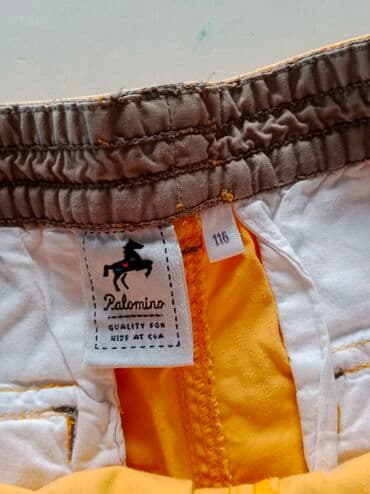 Palomino
QUALITY FOR
KIDS AT C&A
116